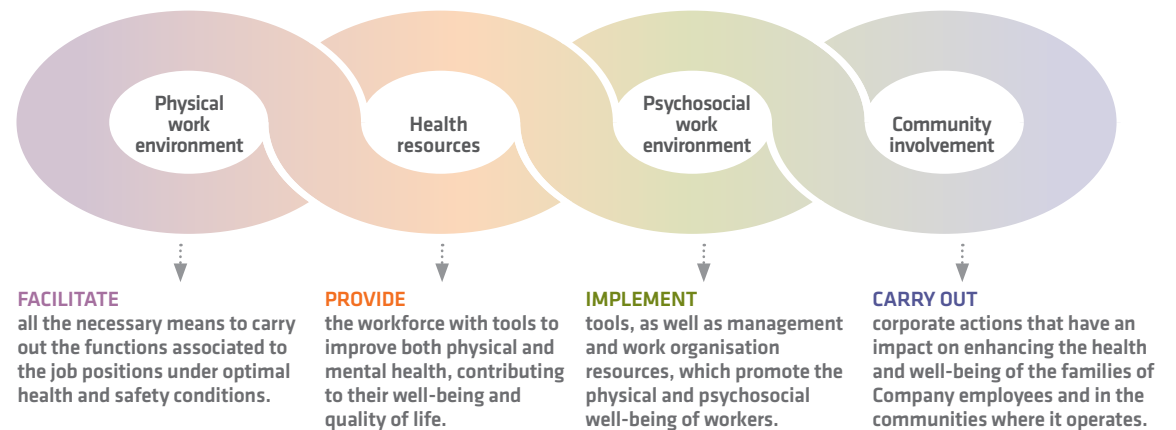 Physical
work
environment
Health
resources
Psychosocial
work
environment
Community
involvement
FACILITATE
all the necessary means to carry
out the functions associated to
the job positions under optimal
health and safety conditions.
PROVIDE
the workforce with tools to
improve both physical and
mental health, contributing
to their well-being and
quality of life.
IMPLEMENT
tools, as well as management
and work organisation
resources, which promote the
physical and psychosocial
well-being of workers.
CARRY OUT
corporate actions that have an
impact on enhancing the health
and well-being of the families of
Company employees and in the
communities where it operates.